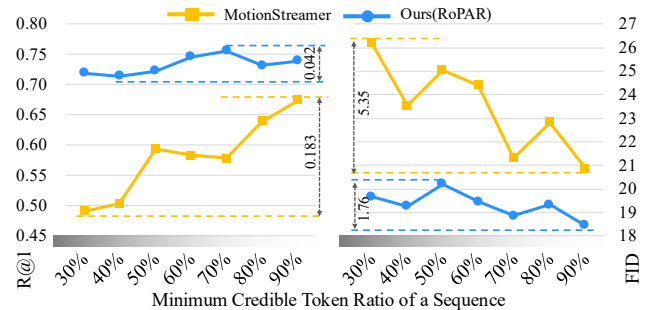 MotionStreamer Ours(RoPAR)
0.80 27
0.75 26
0.70 25
0.65 24
0.60 23
0.55 22
0.50 21
0.45 20
19
18
0.042
0.183
5.35
1.76
R@1
30% 40% 50% 60% 70% 80% 90%
30% 40% 50% 60% 70% 80% 90%
FID
Minimum Credible Token Ratio of a Sequence